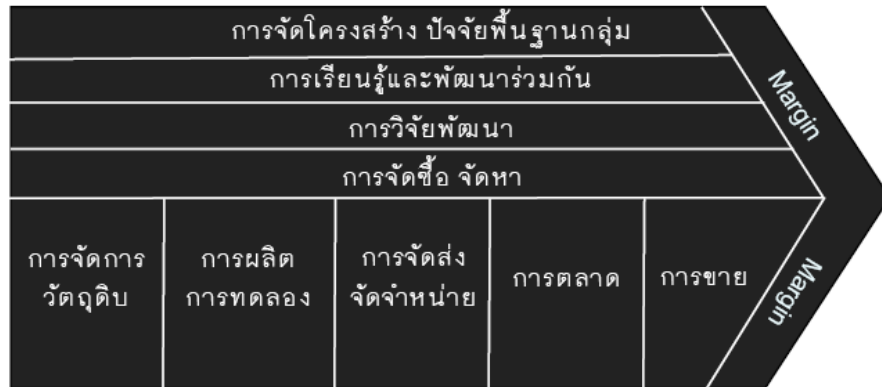 การจัดโครงสร้าง ปัจจัยพื้นฐานกลุ่ม
การเรียนรู้และพัฒนาร่วมกัน
การวิจัยพัฒนา
การจัดซื้อ จัดหา
Margin
การจัดการ
วัตถุดิบ
การผลิต
การทดลอง
การจัดส่ง
จัดจำหน่าย
การตลาด
การขาย
Margin